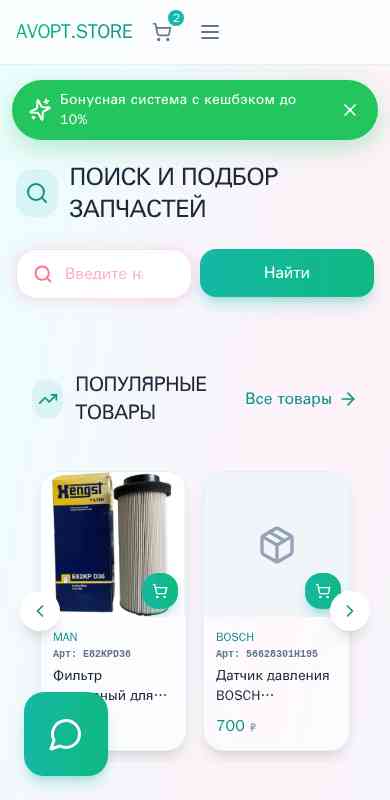 AVOPT.STORE
2
Бонусная система с кешбэком до
10%
ПОИСК И ПОДБОР
ЗАПЧАСТЕЙ
Введите н
Найти
ПОПУЛЯРНЫЕ
ТОВАРЫ
Все товары
Hengst
FILTER
E82KP D36
MAN
Арт: E82KPD36
Фильтр
ный для...
BOSCH
Арт: 56628301H195
Датчик давления
BOSCH...
700 ₽